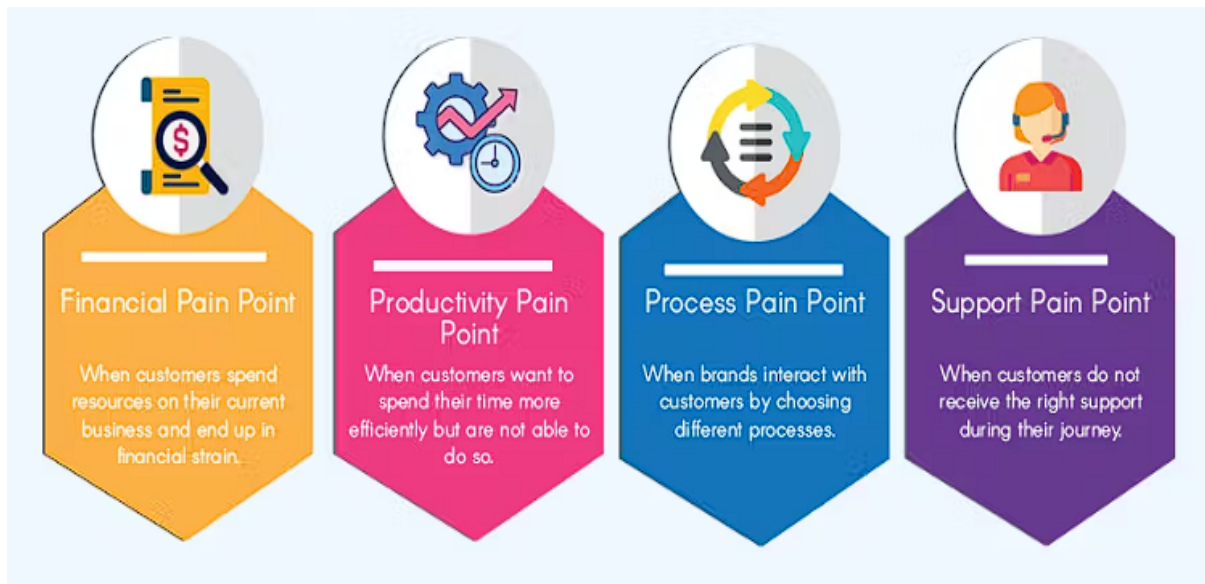 Financial Pain Point
When customers spend
resources on their current
business and end up in
financial strain.
Productivity Pain
Point
When customers want to
spend their time more
efficiently but are not able to
do so.
Process Pain Point
When brands interact with
customers by choosing
different processes.
Support Pain Point
When customers do not
receive the right support
during their journey.